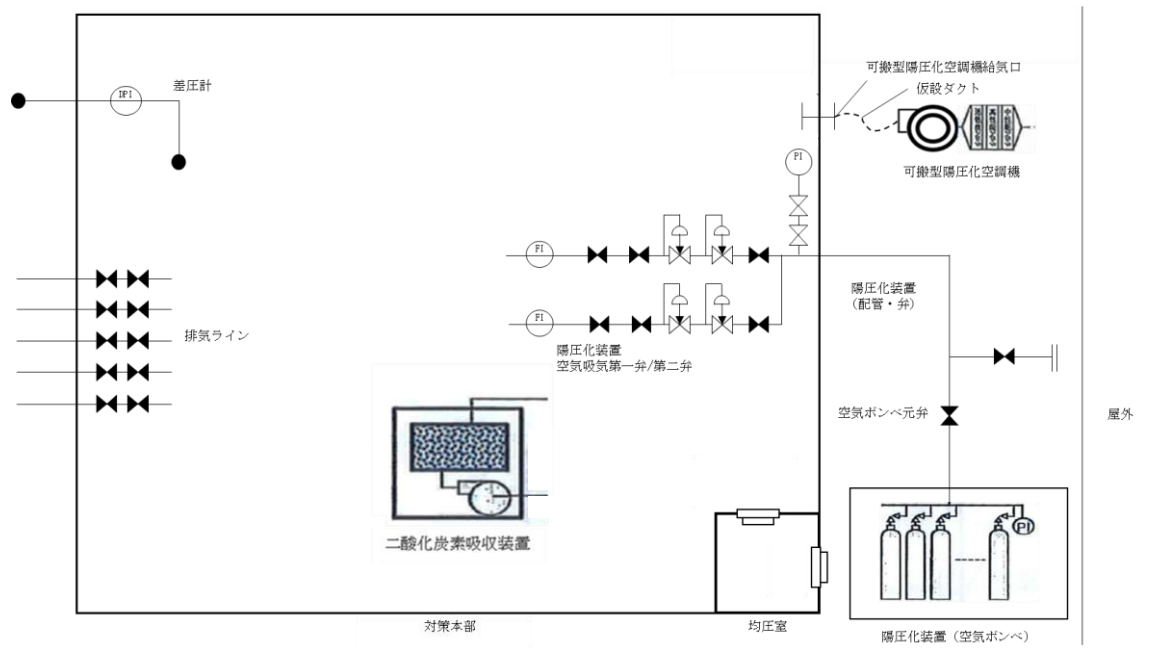 可搬型陽圧化空調機給気口
仮設ダクト
差圧計
DPI
PI
可搬型陽圧化空調機
FI
陽圧化装置
(配管・弁)
FI
排気ライン
陽圧化装置
空気吸気第一弁/第二弁
空気ボンベ元弁
屋外
PI
二酸化炭素吸収装置
対策本部
均圧室
陽圧化装置(空気ボンベ)